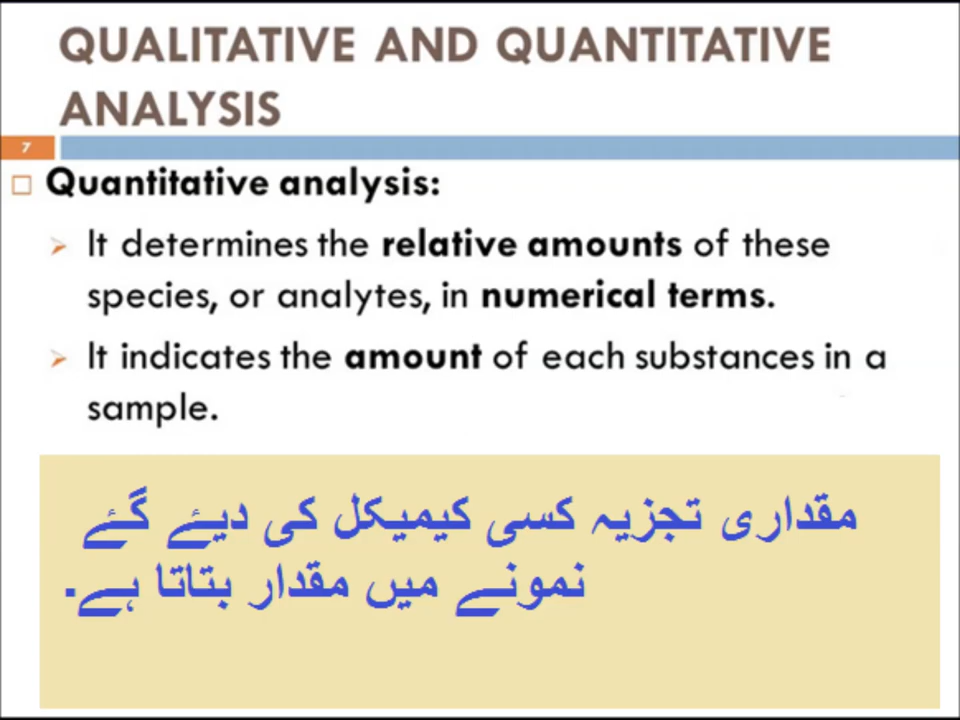 QUALITATIVE AND QUANTITATIVE
ANALYSIS
7
Quantitative analysis:
It determines the relative amounts of these
species, or analytes, in numerical terms.
It indicates the amount of each substances in a
sample.
مقداری تجزیہ کسی کیمیکل کی دیۓ گۓ
نمونے میں مقدار بتاتا ہے۔